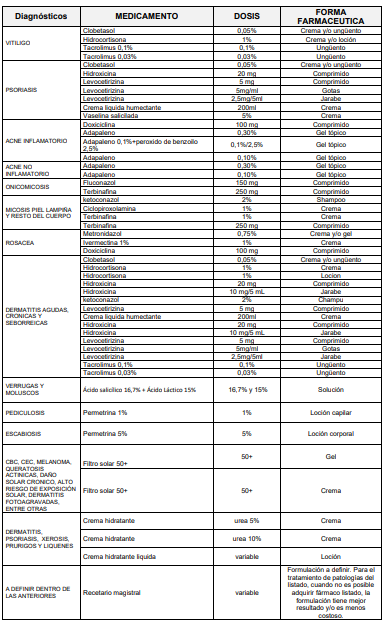 Diagnósticos MEDICAMENTO DOSIS FORMA FARMACEUTICA
VITILIGO
Clobetasol 0,05% Crema y/o ungüento
Hidrocortisona 1% Crema y/o loción
Tacrolimus 0,1% 0,1% Ungüento
Tacrolimus 0,03% 0,03% Ungüento
PSORIASIS
Clobetasol 0,05% Crema y/o ungüento
Hidroxicina 20 mg Comprimido
Levocetirizina 5 mg Comprimido
Levocetirizina 5mg/ml Gotas
Levocetirizina 2,5mg/5ml Jarabe
Crema liquida humectante 200ml Crema
Vaselina salicilada 5% Crema
ACNE INFLAMATORIO
Doxiciclina 100 mg Comprimido
Adapaleno 0,30% Gel tópico
Adapaleno 0,1%+peroxido de benzoilo
2,5% 0,1%/2,5% Gel tópico
Adapaleno 0,10% Gel tópico
ACNE NO
INFLAMATORIO
Adapaleno 0,30% Gel tópico
Adapaleno 0,10% Gel tópico
ONICOMICOSIS
Fluconazol 150 mg Comprimido
Terbinafina 250 mg Comprimido
MICOSIS PIEL LAMPIÑA
Y RESTO DEL CUERPO
ketoconazol 2% Shampoo
Ciclopiroxolamina 1% Crema
Terbinafina 1% Crema
Terbinafina 250 mg Comprimido
ROSACEA
Metronidazol 0,75% Crema y/o gel
Ivermectina 1% 1% Crema
Doxiciclina 100 mg Comprimido
DERMATITIS AGUDAS,
CRONICAS Y
SEBORREICAS
Clobetasol 0,05% Crema y/o ungüento
Hidrocortisona 1% Crema
Hidrocortisona 1% Locion
Hidroxicina 20 mg Comprimido
Hidroxicina 10 mg/5 mL Jarabe
ketoconazol 2% Champu
Levocetirizina 5 mg Comprimido
Crema liquida humectante 200ml Crema
Hidroxicina 20 mg Comprimido
Hidroxicina 10 mg/5 mL Jarabe
Levocetirizina 5 mg Comprimido
Levocetirizina 5mg/ml Gotas
Levocetirizina 2,5mg/5ml Jarabe
Tacrolimus 0,1% 0,1% Ungüento
Tacrolimus 0,03% 0,03% Ungüento
VERRUGAS Y
MOLUSCOS
Ácido salicílico 16,7% + Ácido Láctico 15% 16,7% y 15% Solución
PEDICULOSIS Permetrina 1% 1% Loción capilar
ESCABIOSIS Permetrina 5% 5% Loción corporal
CBC, CEC, MELANOMA,
QUERATOSIS
ACTINICAS, DAÑO
SOLAR CRONICO, ALTO
RIESGO DE EXPOSICIÓN
SOLAR, DERMATITIS
FOTOAGRAVADAS,
ENTRE OTRAS
Filtro solar 50+
50+ Gel
50+ Crema
DERMATITIS,
PSORIASIS, XEROSIS,
PRURIGOS Y LIQUENES
Crema hidratante urea 5% Crema
Crema hidratante urea 10% Crema
Crema hidratante liquida variable Loción
A DEFINIR DENTRO DE
LAS ANTERIORES
Recetario magistral variable
Formulación a definir. Para el
tratamiento de patologías del
listado, cuando no es posible
adquirir fármaco listado, la
formulación tiene mejor
resultado y/o es menos
costoso.